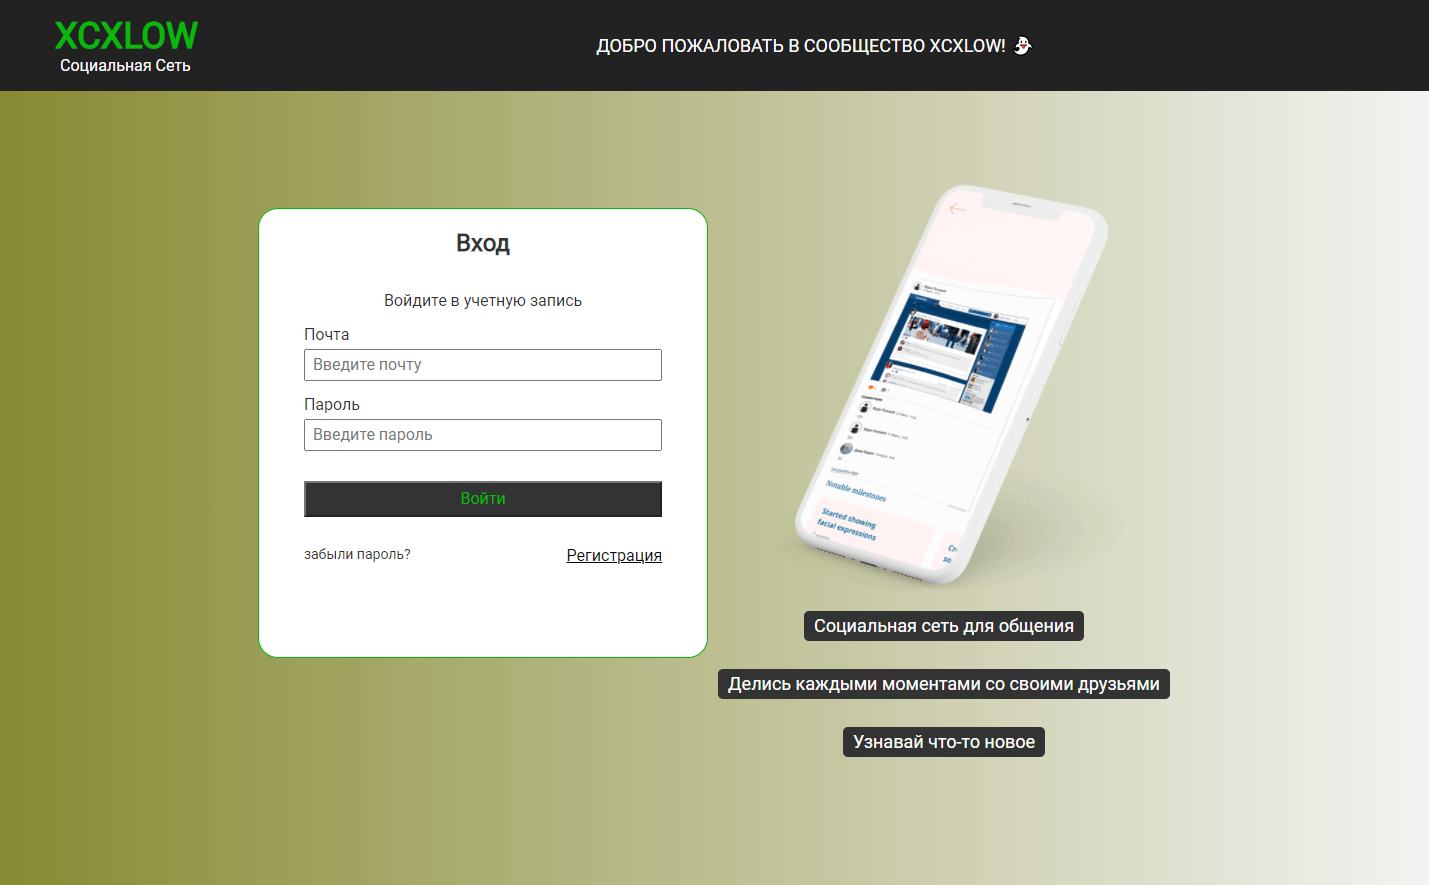 XCXLOW
Социальная Сеть
ДОБРО ПОЖАЛОВАТЬ В СООБЩЕСТВО XCXLOW!
Вход
Войдите в учетную запись
Почта
Введите почту
Пароль
Введите пароль
Войти
забыли пароль?
Регистрация
Notable milestones
Started showing
facial expressions
Социальная сеть для общения
Делись каждыми моментами со своими друзьями
Узнавай что-то новое